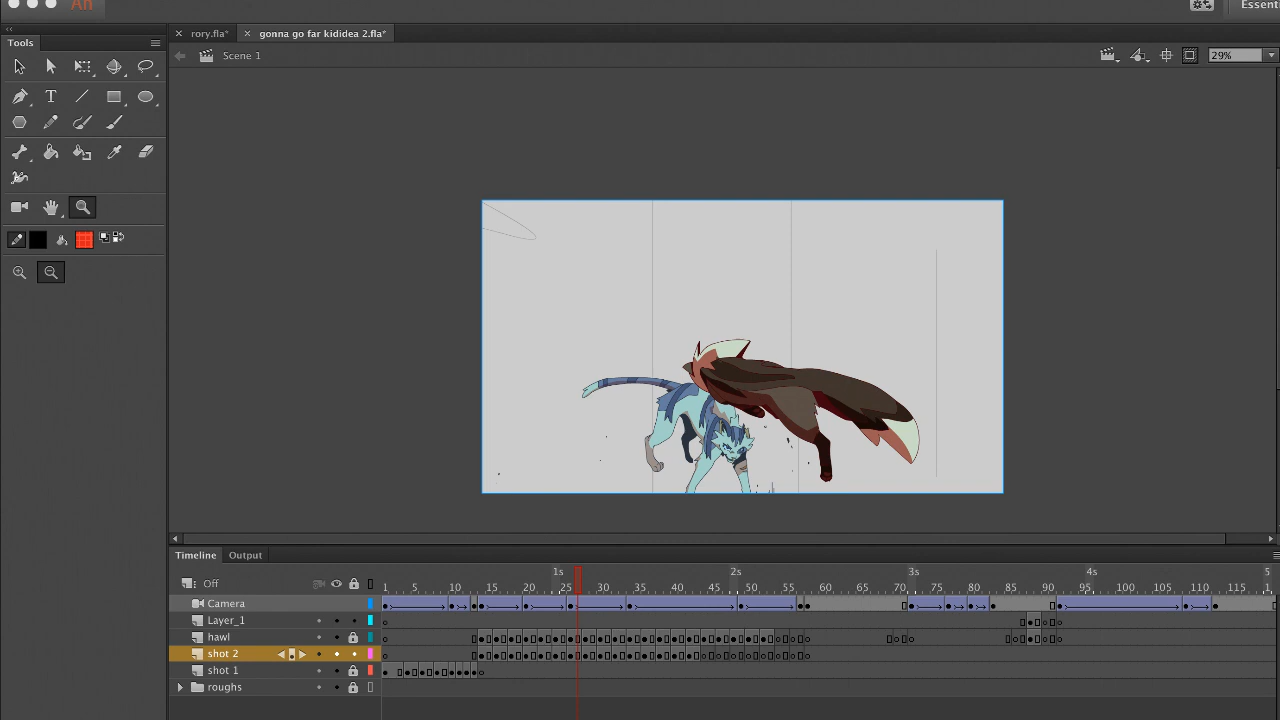 An
Essenti
rory.fla*
gonna go far kididea 2.fla*
Tools
Scene 1
29%
T
Timeline
Output
1s 2s 3s 4s 5
Off
1 5 10 15 20 25 30 35 40 45 50 55 60 65 70 75 80 85 90 95 100 105 110 115
Camera
Layer_1
hawl
shot 2
shot 1
roughs